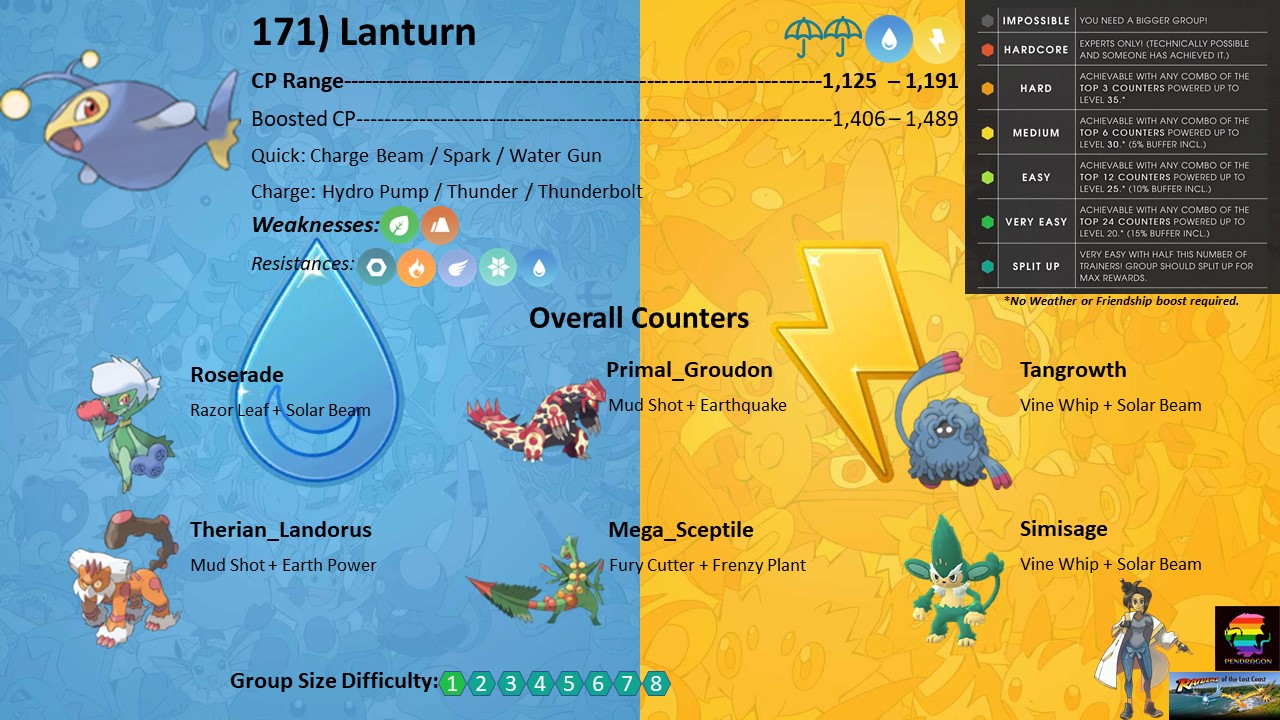 171) Lanturn
CP Range--------------------------------------------------------------------1,125 – 1,191
Boosted CP--------------------------------------------------------------------1,406 – 1,489
Quick: Charge Beam / Spark / Water Gun
Charge: Hydro Pump / Thunder / Thunderbolt
Weaknesses:
Resistances:
IMPOSSIBLE YOU NEED A BIGGER GROUP!
HARDCORE EXPERTS ONLY! (TECHNICALLY POSSIBLE
AND SOMEONE HAS ACHIEVED IT.)
HARD ACHIEVABLE WITH ANY COMBO OF THE
TOP 3 COUNTERS POWERED UP TO
LEVEL 35.*
MEDIUM ACHIEVABLE WITH ANY COMBO OF THE
TOP 6 COUNTERS POWERED UP TO
LEVEL 30.* (5% BUFFER INCL.)
EASY ACHIEVABLE WITH ANY COMBO OF THE
TOP 12 COUNTERS POWERED UP TO
LEVEL 25.* (10% BUFFER INCL.)
VERY EASY ACHIEVABLE WITH ANY COMBO OF THE
TOP 24 COUNTERS POWERED UP TO
LEVEL 20.* (15% BUFFER INCL.)
SPLIT UP VERY EASY WITH HALF THIS NUMBER OF
TRAINERS! GROUP SHOULD SPLIT UP FOR
MAX REWARDS.
*No Weather or Friendship boost required.
Overall Counters
Roserade
Razor Leaf + Solar Beam
Primal_Groudon
Mud Shot + Earthquake
Tangrowth
Vine Whip + Solar Beam
Therian_Landorus
Mud Shot + Earth Power
Mega_Sceptile
Fury Cutter + Frenzy Plant
Simisage
Vine Whip + Solar Beam
Group Size Difficulty: 1 2 3 4 5 6 7 8
PENDRAGON
RAIDERS of the Lost Coast